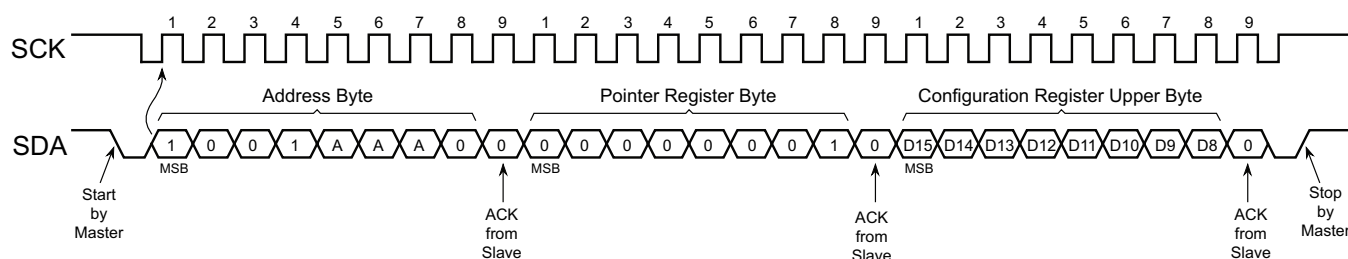 1 2 3 4 5 6 7 8 9 1 2 3 4 5 6 7 8 9 1 2 3 4 5 6 7 8 9
SCK
Address Byte Pointer Register Byte Configuration Register Upper Byte
SDA 1 0 0 1 A A A 0 0 0 0 0 0 0 0 0 1 0 D15 D14 D13 D12 D11 D10 D9 D8 0
MSB MSB MSB
Start
by
Master
ACK
from
Slave
ACK
from
Slave
ACK
from
Slave
Stop
by
Master